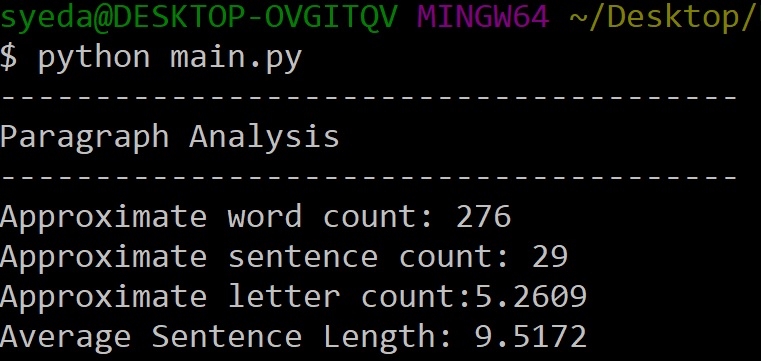 syeda@DESKTOP-OVGITQV MINGW64 ~/Desktop/
$ python main.py
---------------------------------------
Paragraph Analysis
---------------------------------------
Approximate word count: 276
Approximate sentence count: 29
Approximate letter count:5.2609
Average Sentence Length: 9.5172